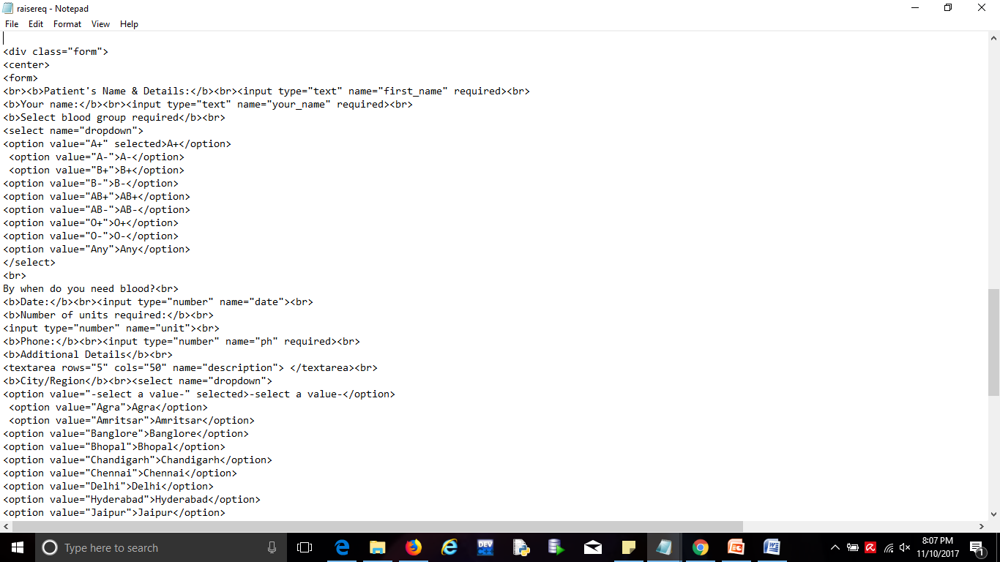 raisereq - Notepad
File Edit Format View Help
<div class="form">
<center>
<form>
<br><b>Patient's Name & Details:</b><br><input type="text" name="first_name" required><br>
<b>Your name:</b><br><input type="text" name="your_name" required><br>
<b>Select blood group required</b><br>
<select name="dropdown">
<option value="A+" selected>A+</option>
 <option value="A-">A-</option>
 <option value="B+">B+</option>
<option value="B-">B-</option>
<option value="AB+">AB+</option>
<option value="AB-">AB-</option>
<option value="O+">O+</option>
<option value="O-">O-</option>
<option value="Any">Any</option>
</select>
<br>
By when do you need blood?<br>
<b>Date:</b><br><input type="number" name="date"><br>
<b>Number of units required:</b><br>
<input type="number" name="unit"><br>
<b>Phone:</b><br><input type="number" name="ph" required><br>
<b>Additional Details</b><br>
<textarea rows="5" cols="50" name="description"> </textarea><br>
<b>City/Region</b><br><select name="dropdown">
<option value="-select a value-" selected>-select a value-</option>
 <option value="Agra">Agra</option>
 <option value="Amritsar">Amritsar</option>
<option value="Banglore">Banglore</option>
<option value="Bhopal">Bhopal</option>
<option value="Chandigarh">Chandigarh</option>
<option value="Chennai">Chennai</option>
<option value="Delhi">Delhi</option>
<option value="Hyderabad">Hyderabad</option>
<option value="Jaipur">Jaipur</option>
Type here to search
DEV
8:07 PM
11/10/2017
1